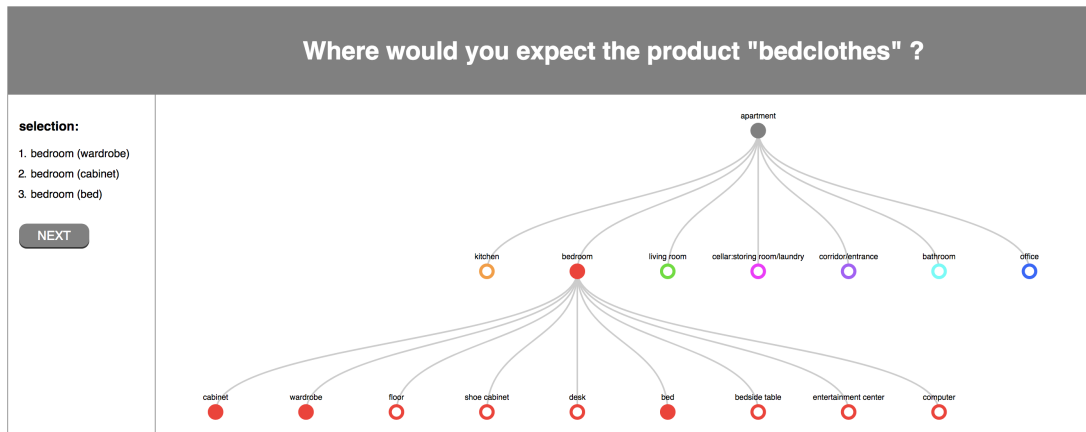 Where would you expect the product "bedclothes" ?
selection:
1. bedroom (wardrobe)
2. bedroom (cabinet)
3. bedroom (bed)
NEXT
apartment
kitchen bedroom living room cellar:storing room/laundry corridor/entrance bathroom office
cabinet wardrobe floor shoe cabinet desk bed bedside table entertainment center computer